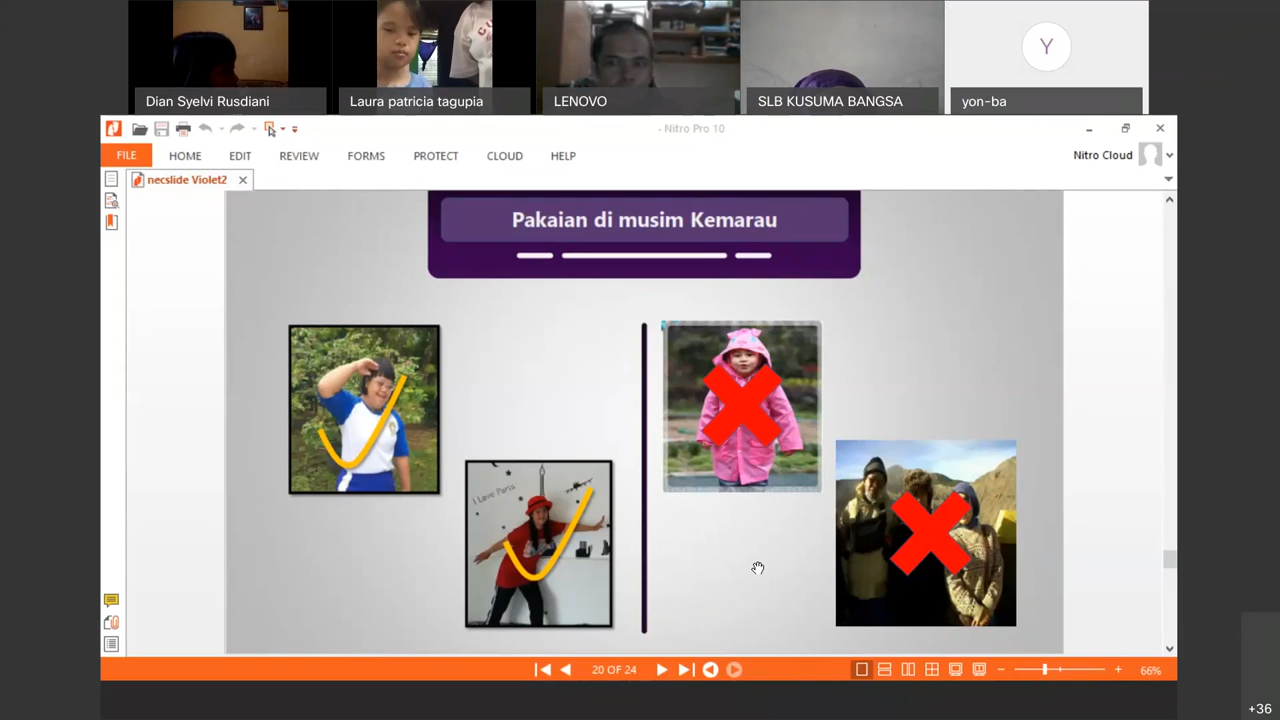 Dian Syelvi Rusdiani
Laura patricia tagupia
LENOVO
SLB KUSUMA BANGSA
Y
yon-ba
- Nitro Pro 10
FILE HOME EDIT REVIEW FORMS PROTECT CLOUD HELP
Nitro Cloud
necslide Violet2
Pakaian di musim Kemarau
I Love Paris
20 OF 24
66%
+36